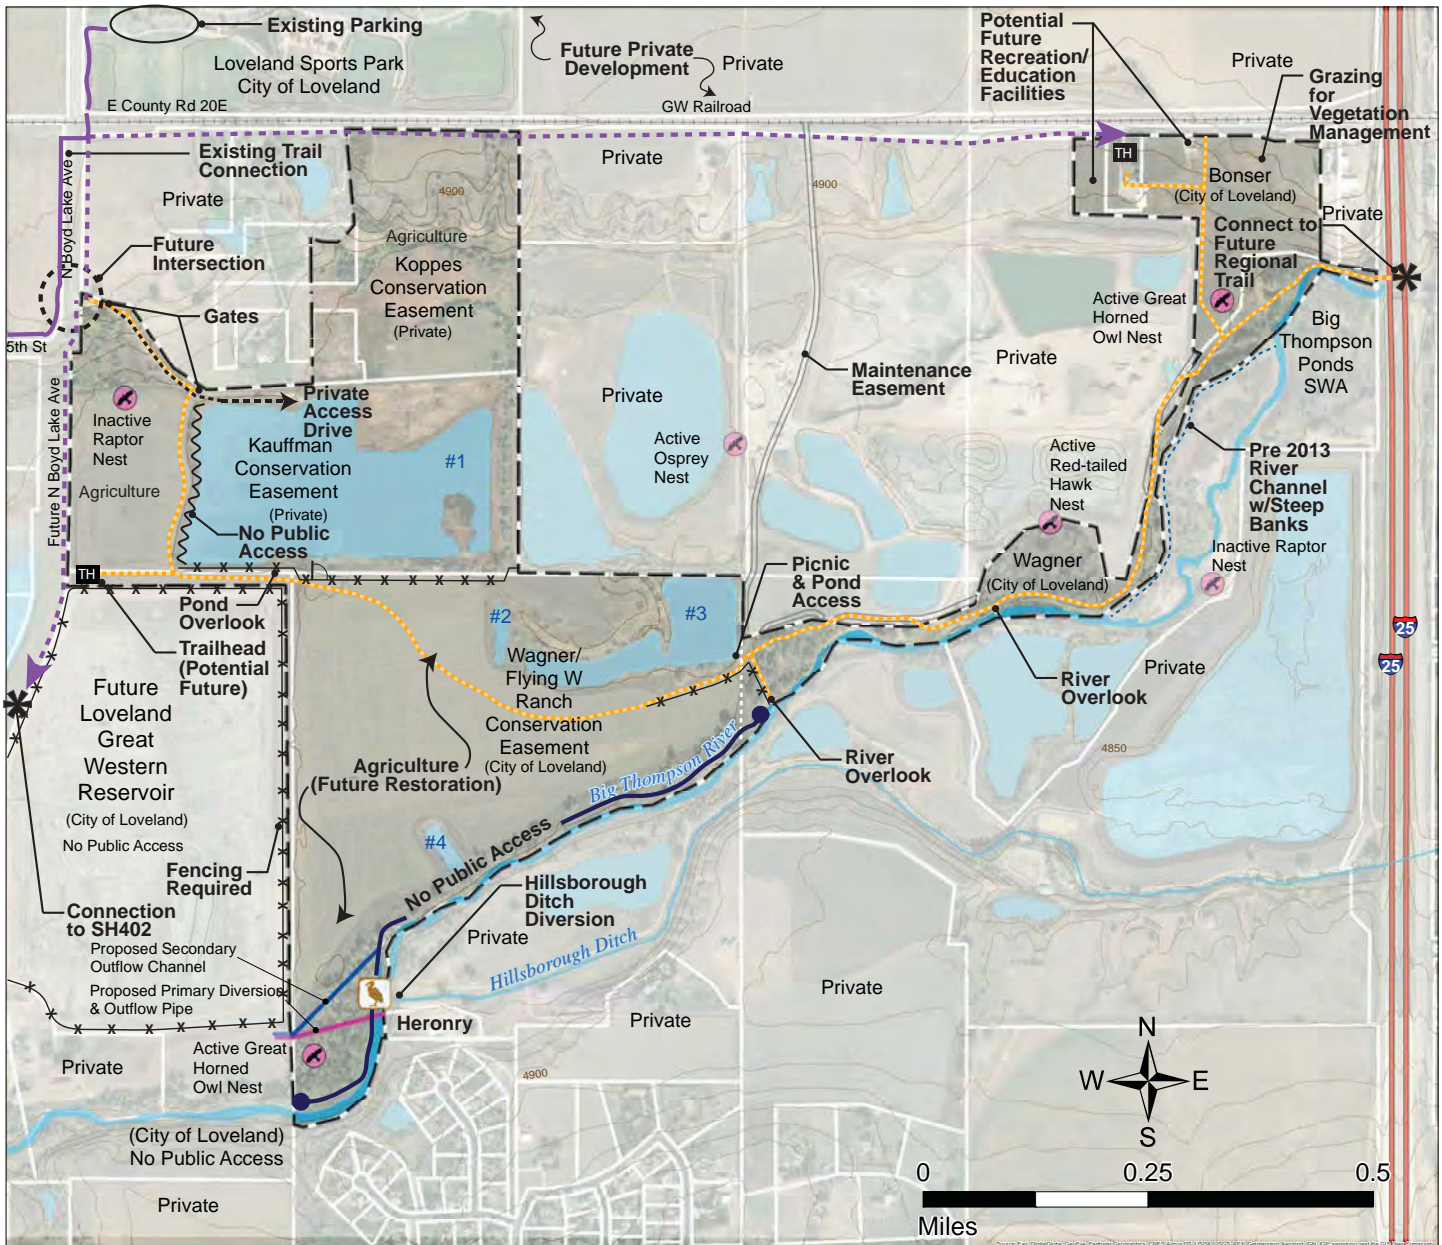 Existing Parking
Loveland Sports Park
City of Loveland
E County Rd 20E
Future Private
Development
Private
GW Railroad
Potential
Future
Recreation/
Education
Facilities
Private
Grazing
for
Vegetation
Management
Existing Trail
Connection
Private
N Boyd Lake Ave
4900
Agriculture
Koppes
Conservation
Easement
(Private)
Private
4900
TH
Bonser
(City of Loveland)
Private
Connect to
Future
Regional
Trail
Future
Intersection
Gates
5th St
Active Great
Horned
Owl Nest
Big
Thompson
Ponds
SWA
Private
Maintenance
Easement
Future N Boyd Lake Ave
Inactive
Raptor
Nest
Agriculture
Private
Access
Drive
Kauffman
Conservation
Easement
(Private)
#1
No Public
Access
Private
Active
Osprey
Nest
Active
Red-tailed
Hawk
Nest
Pre 2013
River
Channel
w/Steep
Banks
Inactive Raptor
Nest
Wagner
(City of Loveland)
TH
Pond
Overlook
Trailhead
(Potential
Future)
Picnic
& Pond
Access
#2
#3
Wagner/
Flying W
Ranch
Conservation
Easement
(City of Loveland)
25
25
Private
River
Overlook
4850
River
Overlook
Future
Loveland
Great
Western
Reservoir
(City of Loveland)
No Public Access
Agriculture
(Future Restoration)
Big Thompson River
#4
No Public Access
Fencing
Required
Hillsborough
Ditch
Diversion
Connection
to SH402
Proposed Secondary
Outflow Channel
Proposed Primary Diversion
& Outflow Pipe
Private
Hillsborough Ditch
Private
Heronry
Private
Private
Active Great
Horned
Owl Nest
4900
(City of Loveland)
No Public Access
Private
N
W
E
S
0
0.25
0.5
Miles